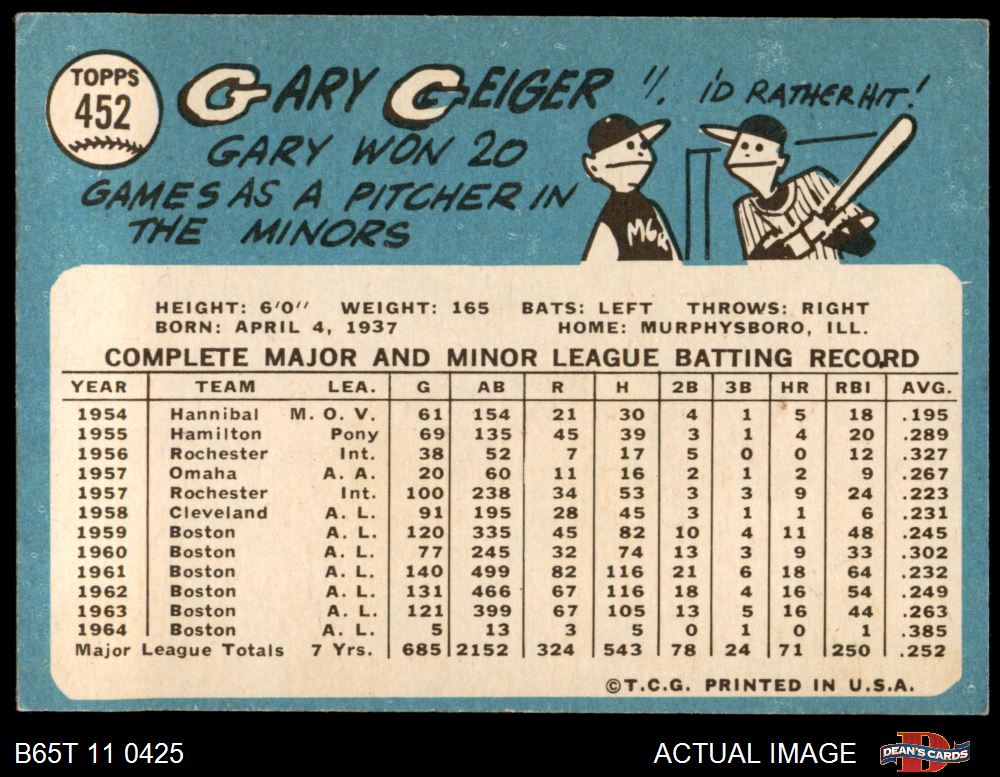 TOPPS
452
GARY GEIGER
I'D RATHER HIT!
GARY WON 20
GAMES AS A PITCHER IN
THE MINORS
MGR
HEIGHT: 6'0" WEIGHT: 165 BATS: LEFT THROWS: RIGHT
BORN: APRIL 4, 1937 HOME: MURPHYSBORO, ILL.
COMPLETE MAJOR AND MINOR LEAGUE BATTING RECORD
YEAR TEAM LEA. G AB R H 2B 3B HR RBI AVG.
1954 Hannibal M. O. V. 61 154 21 30 4 1 5 18 .195
1955 Hamilton Pony 69 135 45 39 3 1 4 20 .289
1956 Rochester Int. 38 52 7 17 5 0 0 12 .327
1957 Omaha A. A. 20 60 11 16 2 1 2 9 .267
1957 Rochester Int. 100 238 34 53 3 3 9 24 .223
1958 Cleveland A. L. 91 195 28 45 3 1 1 6 .231
1959 Boston A. L. 120 335 45 82 10 4 11 48 .245
1960 Boston A. L. 77 245 32 74 13 3 9 33 .302
1961 Boston A. L. 140 499 82 116 21 6 18 64 .232
1962 Boston A. L. 131 466 67 116 18 4 16 54 .249
1963 Boston A. L. 121 399 67 105 13 5 16 44 .263
1964 Boston A. L. 5 13 3 5 0 1 0 1 .385
Major League Totals 7 Yrs. 685 2152 324 543 78 24 71 250 .252
©T.C.G. PRINTED IN U.S.A.
B65T 11 0425 ACTUAL IMAGE DEAN'S CARDS